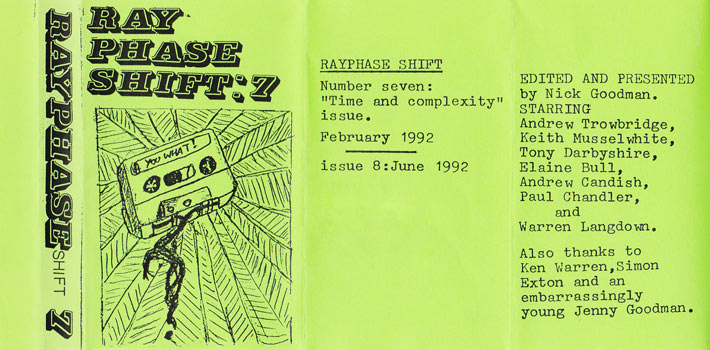 RAY PHASE SHIFT 7
RAY
PHASE
SHIFT:7
YOU WHAT!
RAYPHASE SHIFT
Number seven:
"Time and complexity"
issue.
February 1992
issue 8:June 1992
EDITED AND PRESENTED
by Nick Goodman.
STARRING
Andrew Trowbridge,
Keith Musselwhite,
Tony Darbyshire,
Elaine Bull,
Andrew Candish,
Paul Chandler,
and
Warren Langdown.
Also thanks to
Ken Warren,Simon
Exton and an
embarrassingly
young Jenny Goodman.